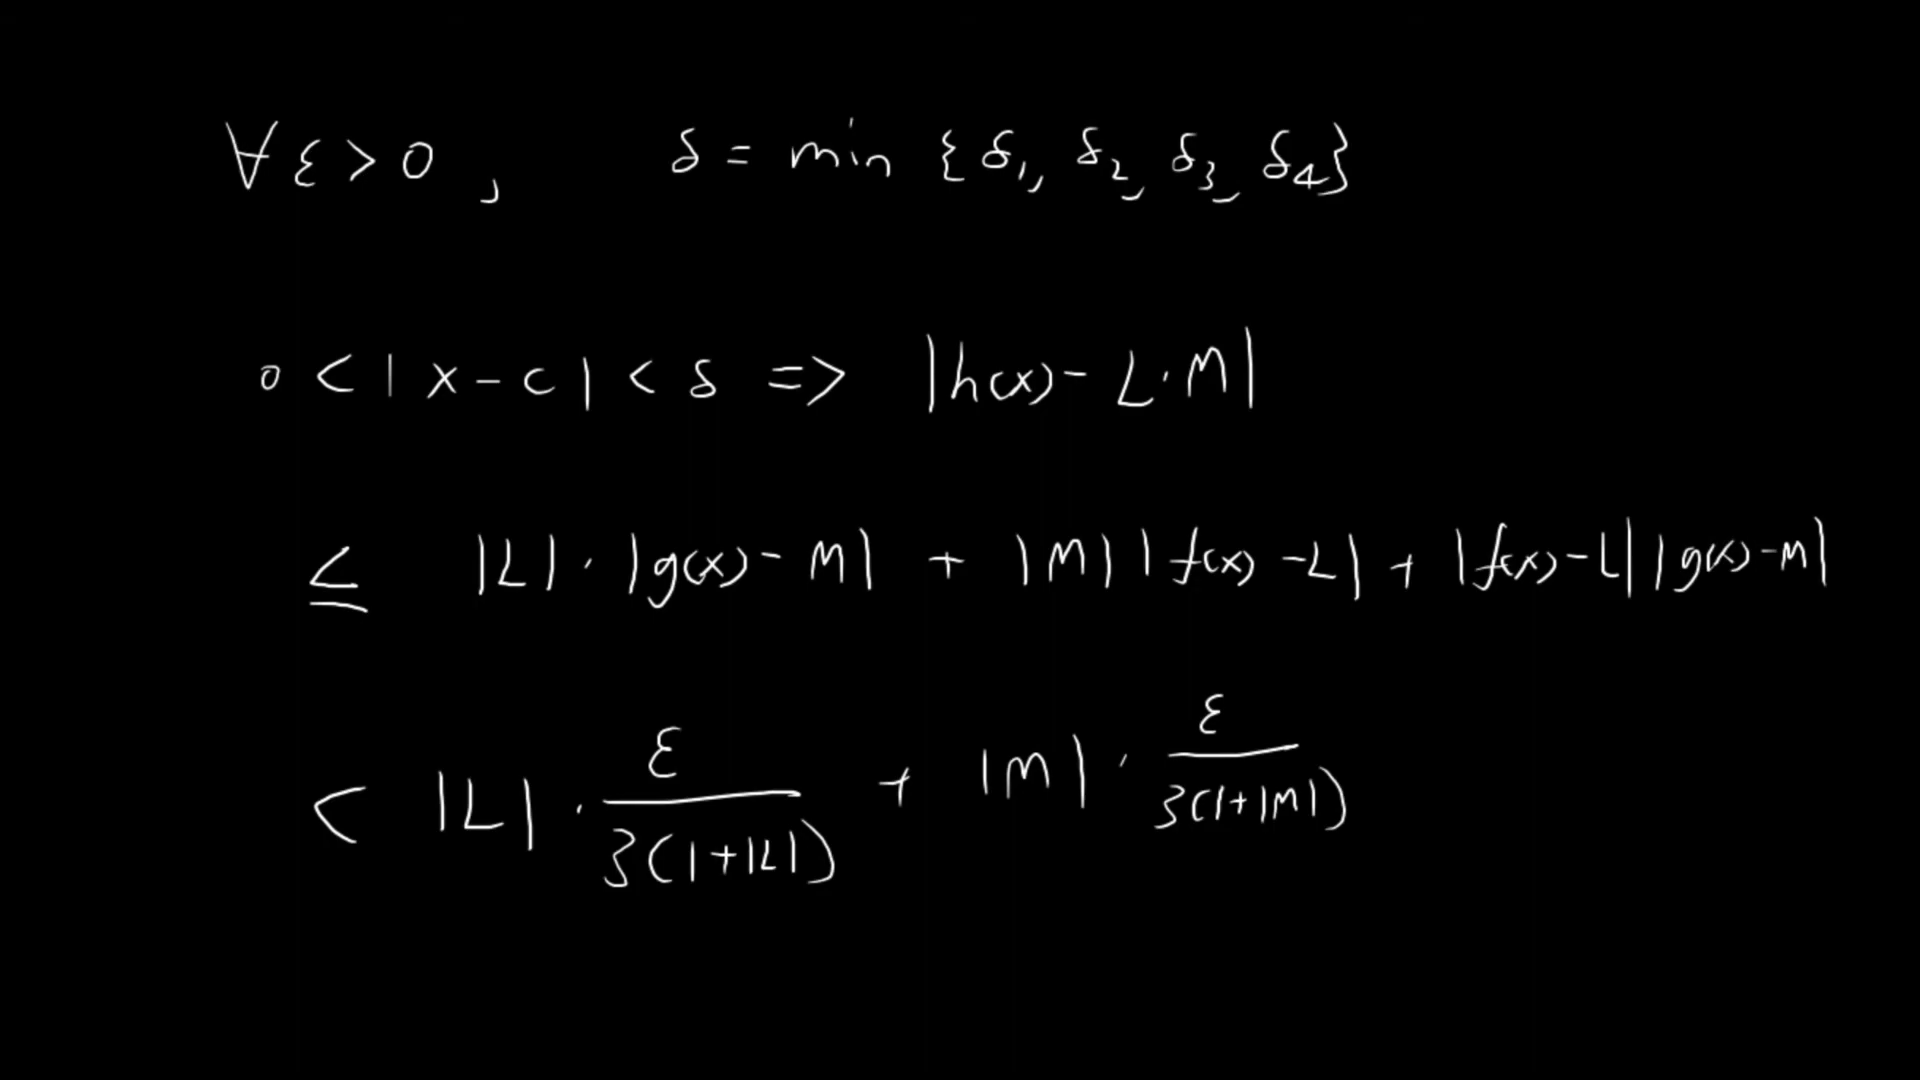 ∀ε>0, δ = min {δ₁, δ₂, δ₃, δ₄}
0 < |x-c| < δ => |h(x)- L·M|
≤ |L|·|g(x)-M| + |M||f(x)-L| + |f(x)-L||g(x)-M|
< |L|· ε/3(1+|L|) + |M|· ε/3(1+|M|)